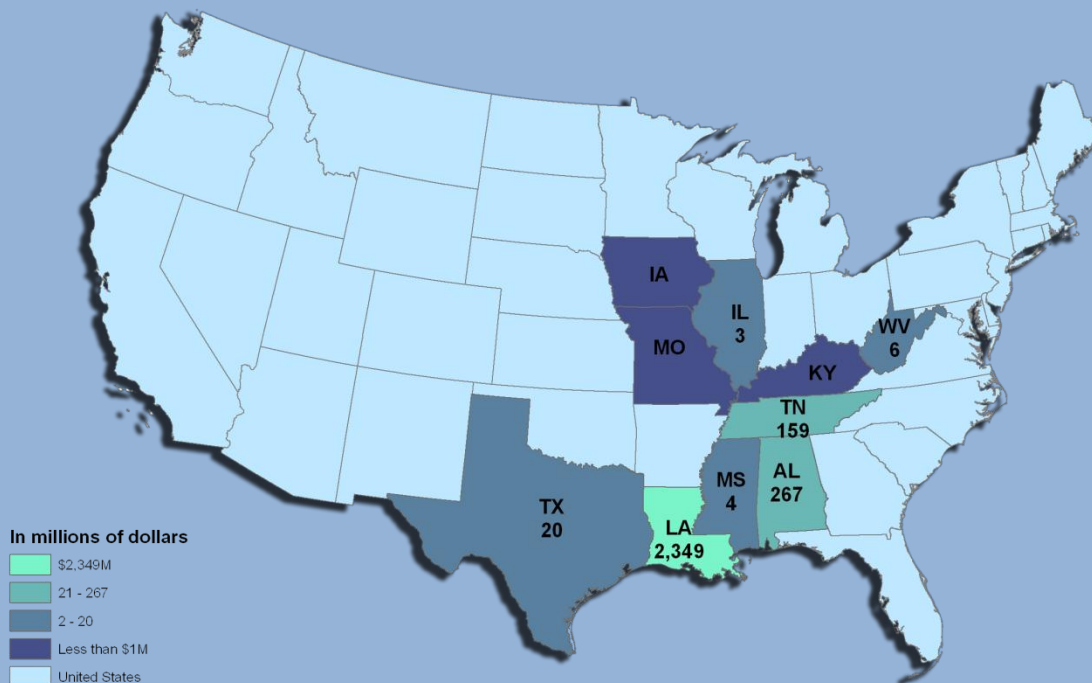 IA
IL
3
WV
6
MO
KY
TN
159
MS
4
AL
267
TX
20
LA
2,349
In millions of dollars
$2,349M
21 - 267
2 - 20
Less than $1M
United States